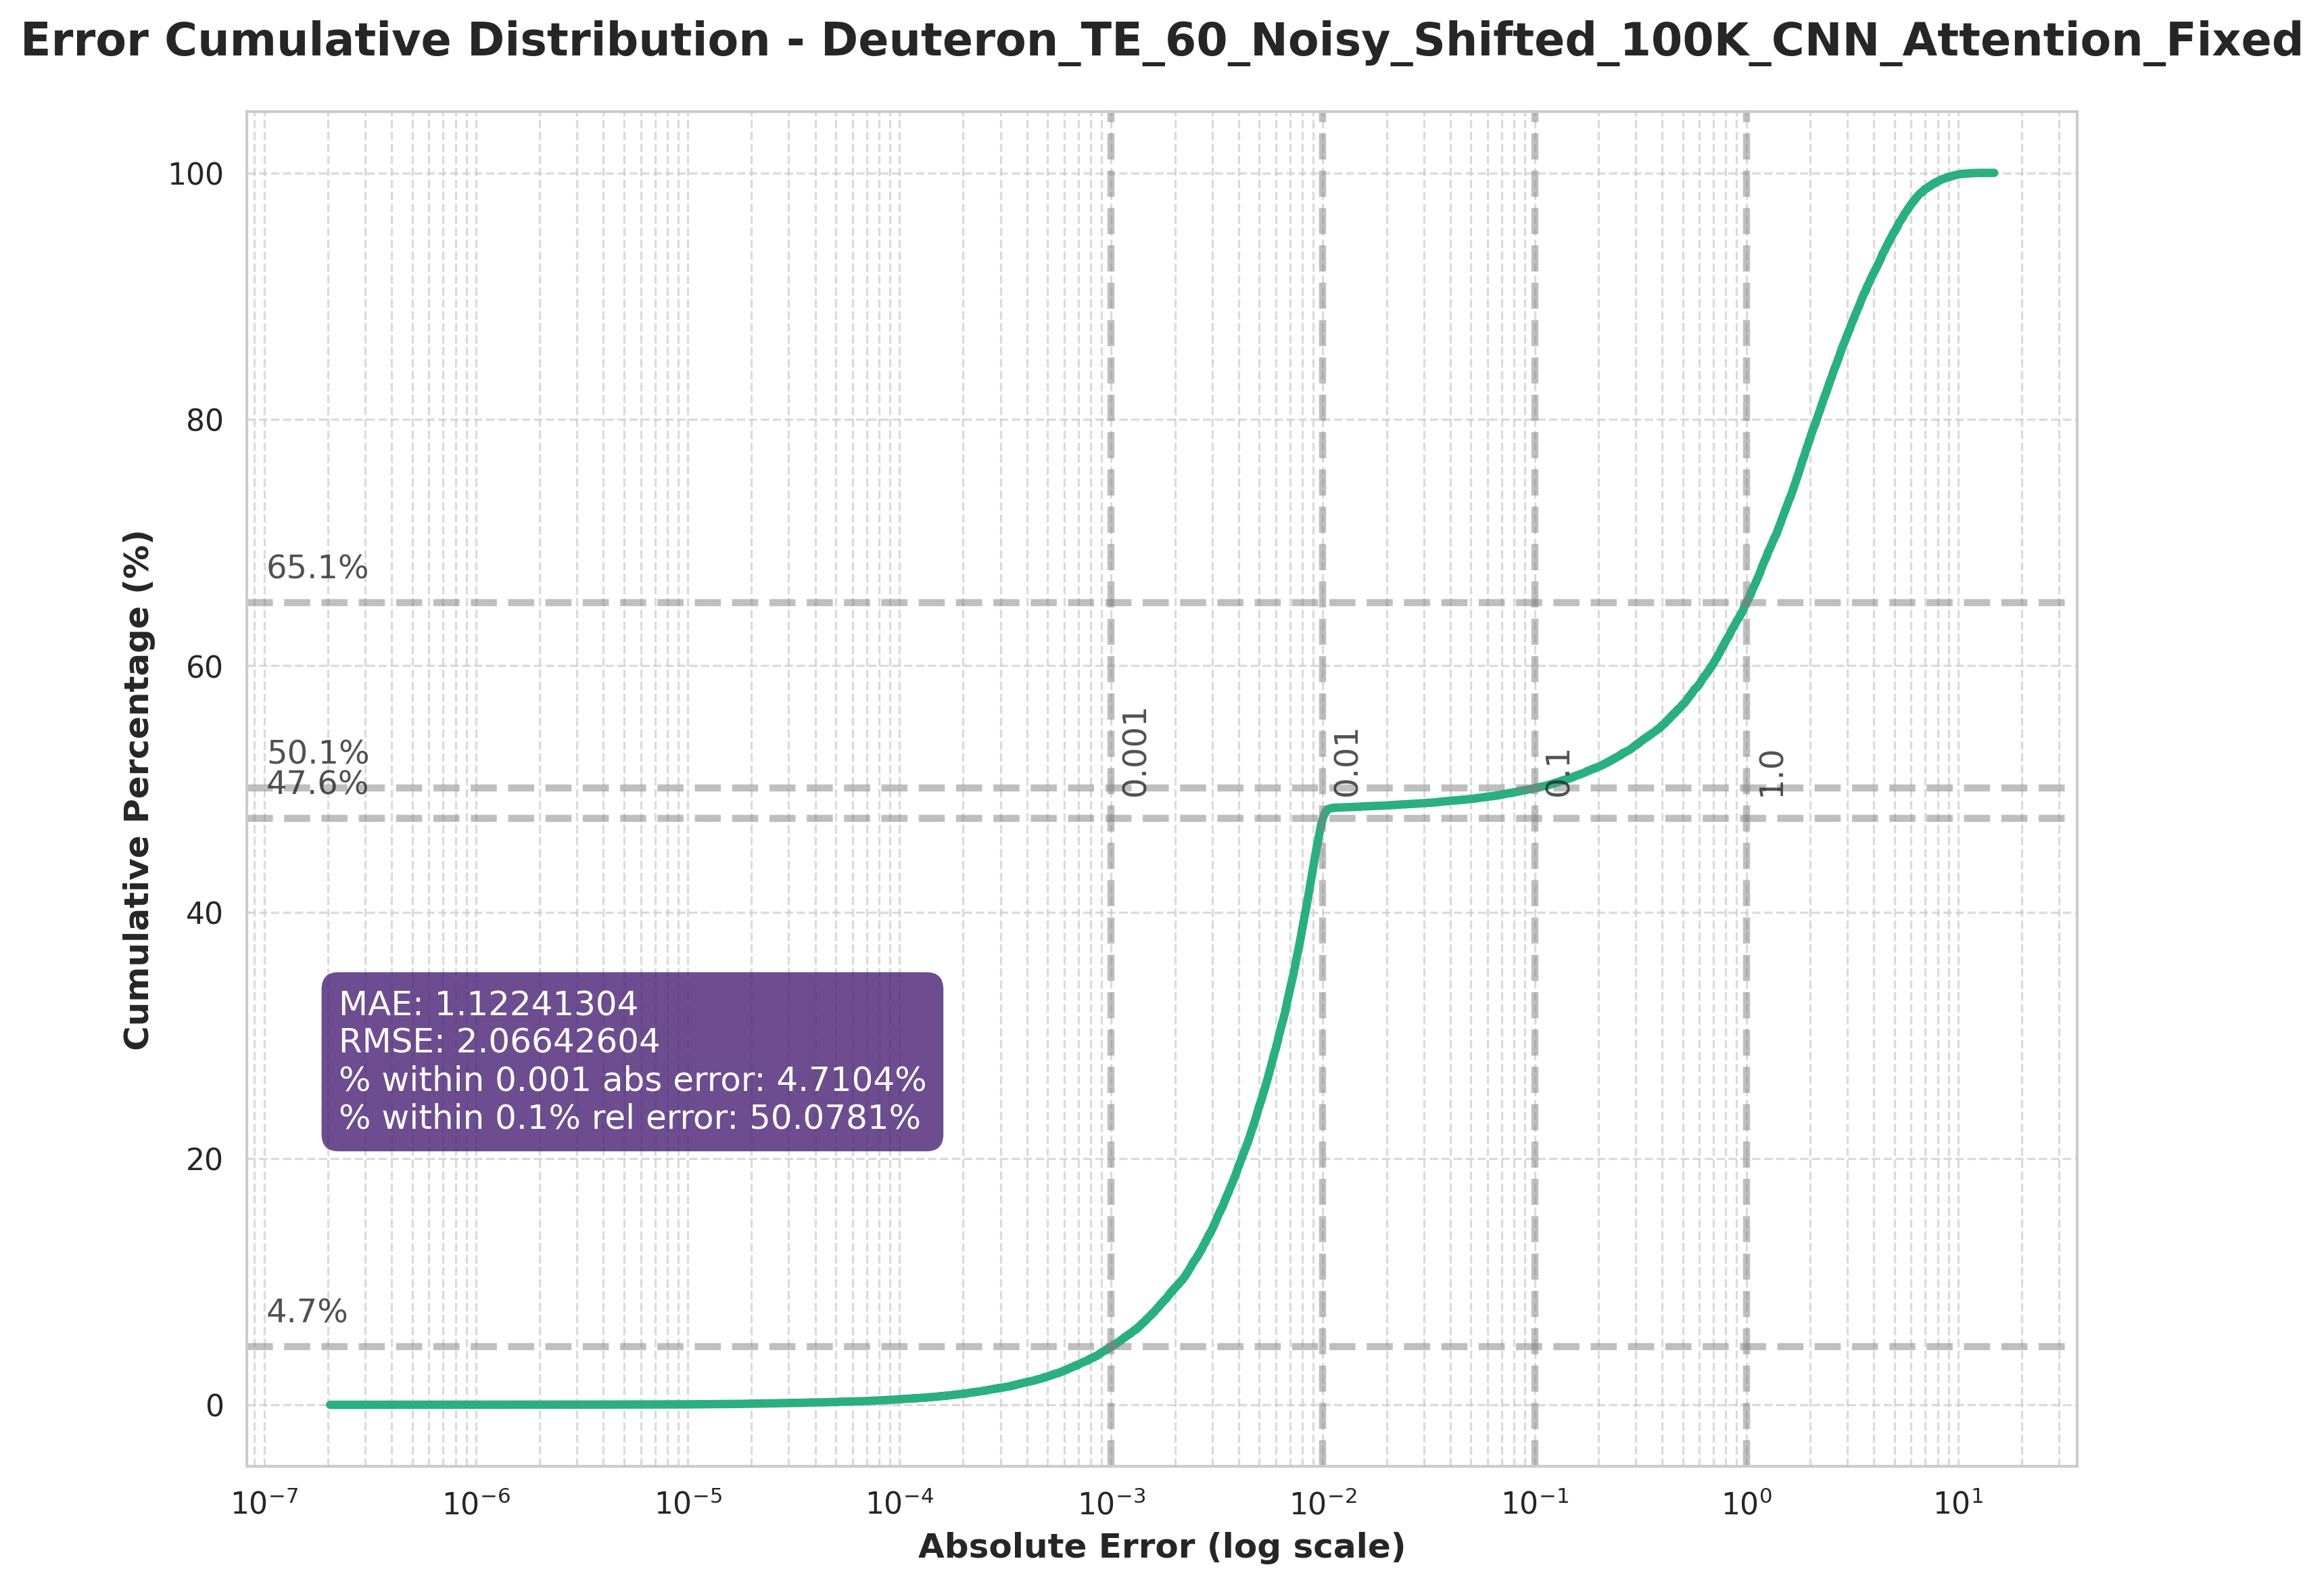 Error Cumulative Distribution - Deuteron_TE_60_Noisy_Shifted_100K_CNN_Attention_Fixed
Cumulative Percentage (%)
100
80
60
40
20
0
65.1%
50.1%
47.6%
4.7%
0.001
0.01
0.1
1.0
MAE: 1.12241304
RMSE: 2.06642604
% within 0.001 abs error: 4.7104%
% within 0.1% rel error: 50.0781%
10⁻⁷ 10⁻⁶ 10⁻⁵ 10⁻⁴ 10⁻³ 10⁻² 10⁻¹ 10⁰ 10¹
Absolute Error (log scale)